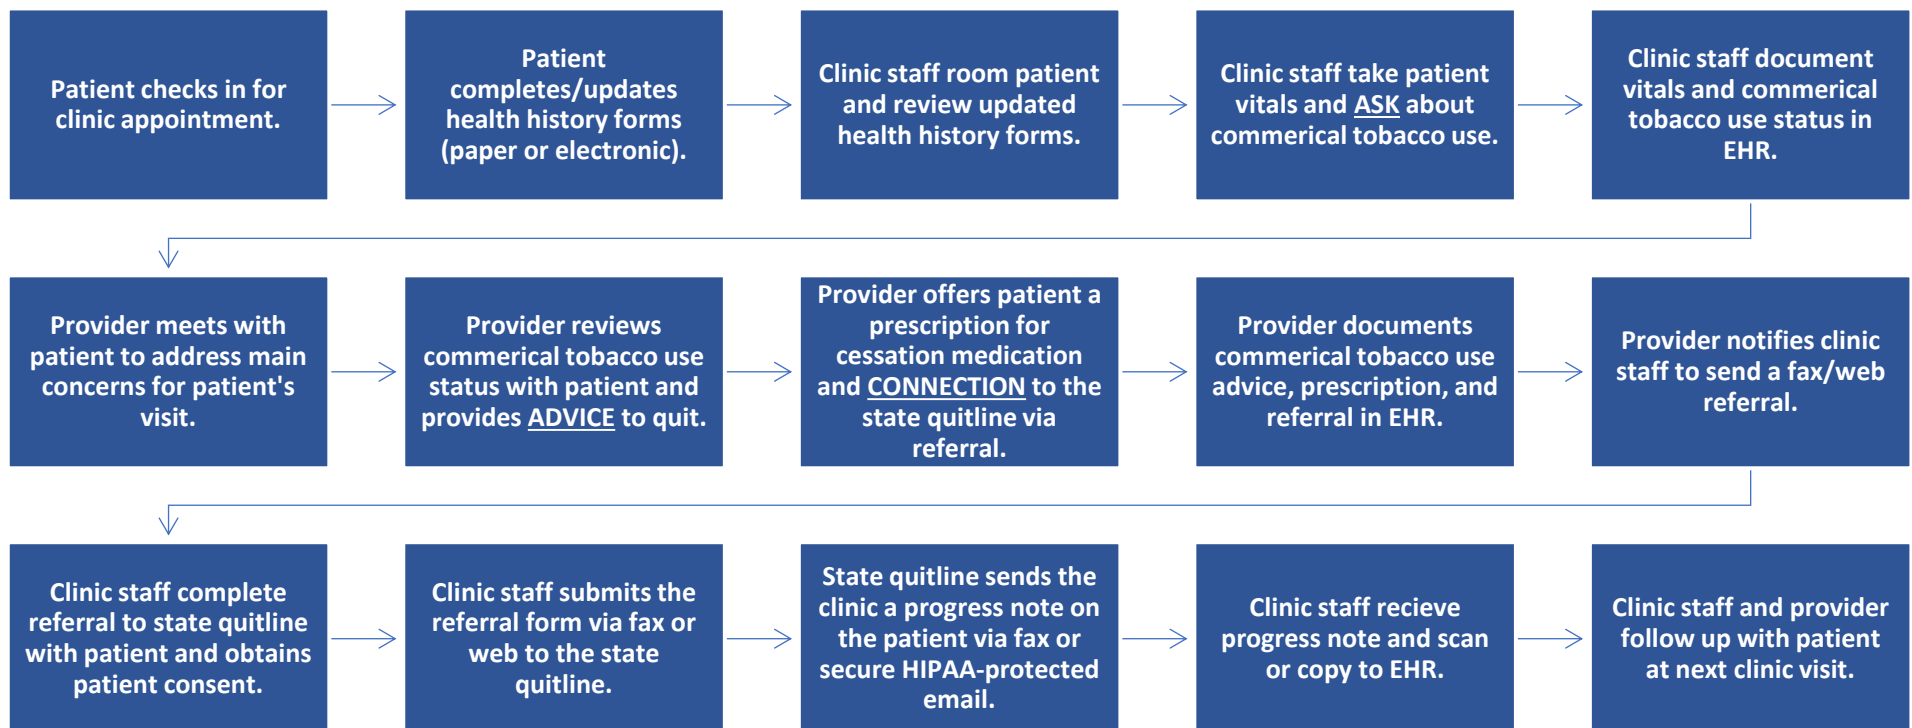 Patient checks in for
clinic appointment.
Patient
completes/updates
health history forms
(paper or electronic).
Clinic staff room patient
and review updated
health history forms.
Clinic staff take patient
vitals and ASK about
commerical tobacco use.
Clinic staff document
vitals and commerical
tobacco use status in
EHR.
Provider meets with
patient to address main
concerns for patient's
visit.
Provider reviews
commerical tobacco use
status with patient and
provides ADVICE to quit.
Provider offers patient a
prescription for
cessation medication
and CONNECTION to the
state quitline via
referral.
Provider documents
commerical tobacco use
advice, prescription, and
referral in EHR.
Provider notifies clinic
staff to send a fax/web
referral.
Clinic staff complete
referral to state quitline
with patient and obtains
patient consent.
Clinic staff submits the
referral form via fax or
web to the state
quitline.
State quitline sends the
clinic a progress note on
the patient via fax or
secure HIPAA-protected
email.
Clinic staff recieve
progress note and scan
or copy to EHR.
Clinic staff and provider
follow up with patient
at next clinic visit.